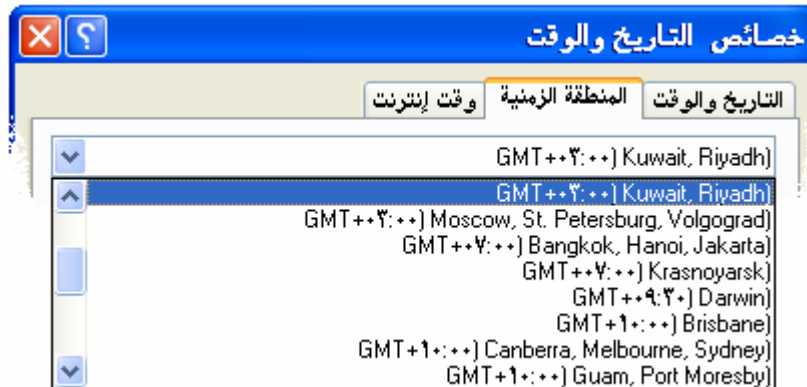 خصائص التاريخ والوقت
التاريخ والوقت
المنطقة الزمنية
وقت إنترنت
GMT+٠٣:٠٠) Kuwait, Riyadh)
GMT+٠٣:٠٠) Kuwait, Riyadh)
GMT+٠٣:٠٠) Moscow, St. Petersburg, Volgograd)
GMT+٠٧:٠٠) Bangkok, Hanoi, Jakarta)
GMT+٠٧:٠٠) Krasnoyarsk)
GMT+٠٩:٣٠) Darwin)
GMT+١٠:٠٠) Brisbane)
GMT+١٠:٠٠) Canberra, Melbourne, Sydney)
GMT+١٠:٠٠) Guam, Port Moresby)